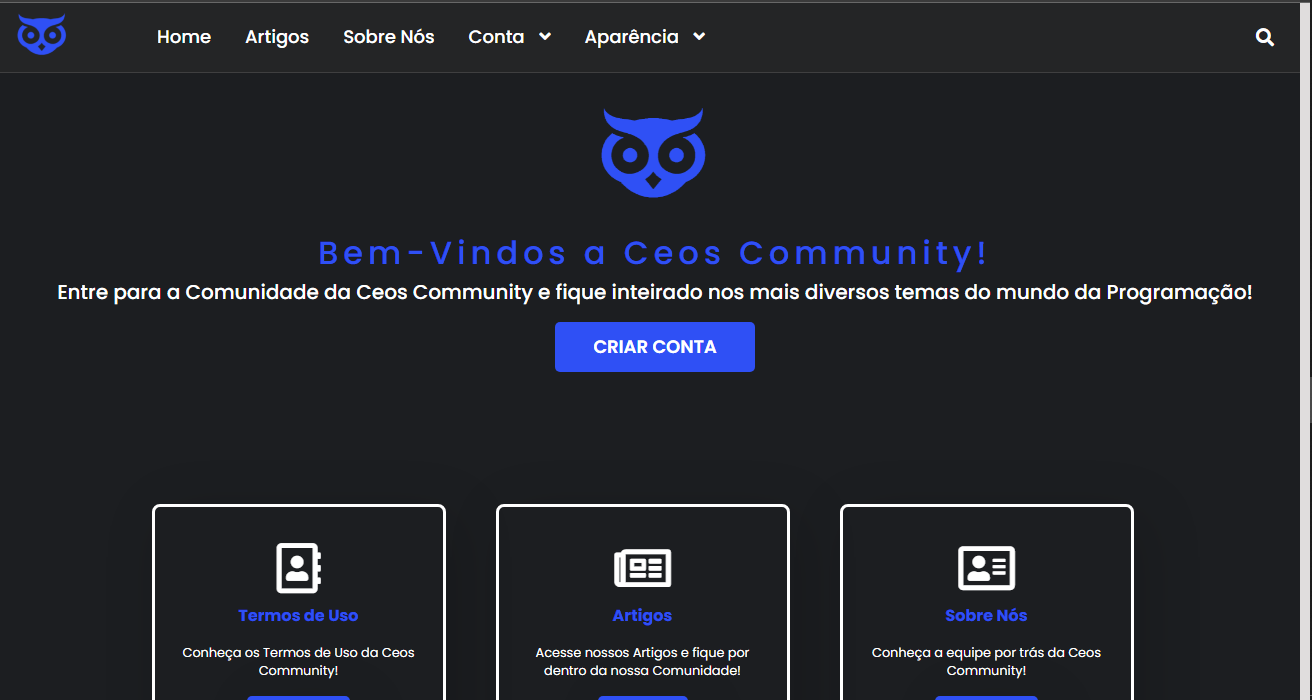 Home Artigos Sobre Nós Conta Aparência
Bem-Vindos a Ceos Community!
Entre para a Comunidade da Ceos Community e fique inteirado nos mais diversos temas do mundo da Programação!
CRIAR CONTA
Termos de Uso
Conheça os Termos de Uso da Ceos
Community!
Artigos
Acesse nossos Artigos e fique por
dentro da nossa Comunidade!
Sobre Nós
Conheça a equipe por trás da Ceos
Community!